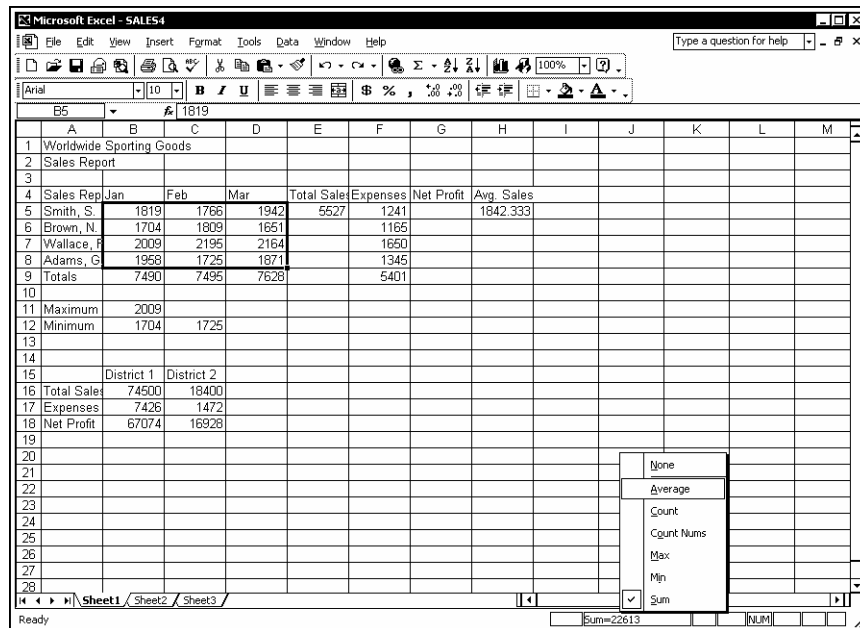 Microsoft Excel - SALES4
File Edit View Insert Format Tools Data Window Help Type a question for help
100%
Arial 10 B I U $ % ,
B5 fx 1819
A B C D E F G H I J K L M
1 Worldwide Sporting Goods
2 Sales Report
3
4 Sales Rep Jan Feb Mar Total Sales Expenses Net Profit Avg. Sales
5 Smith, S. 1819 1766 1942 5527 1241 1842.333
6 Brown, N. 1704 1809 1651 1165
7 Wallace, F 2009 2195 2164 1650
8 Adams, G 1958 1725 1871 1345
9 Totals 7490 7495 7628 5401
10
11 Maximum 2009
12 Minimum 1704 1725
13
14
15 District 1 District 2
16 Total Sales 74500 18400
17 Expenses 7426 1472
18 Net Profit 67074 16928
19
20
21
22
23
24
25
26
27
28
None
Average
Count
Count Nums
Max
Min
Sum
Sheet1 Sheet2 Sheet3
Ready Sum=22613 NUM